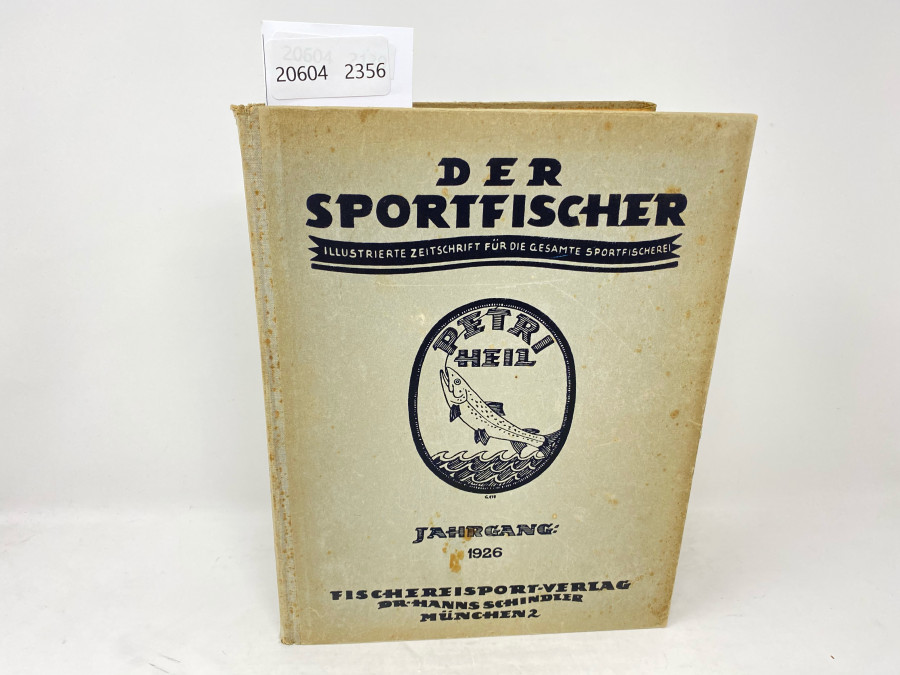 20604 2356
DER
SPORTFISCHER
ILLUSTRIERTE ZEITSCHRIFT FÜR DIE GESAMTE SPORTFISCHEREI
PETRI
HEIL
JAHRGANG:
1926
FISCHEREISPORT-VERLAG
DR·HANNS SCHINDLER
MÜNCHEN 2